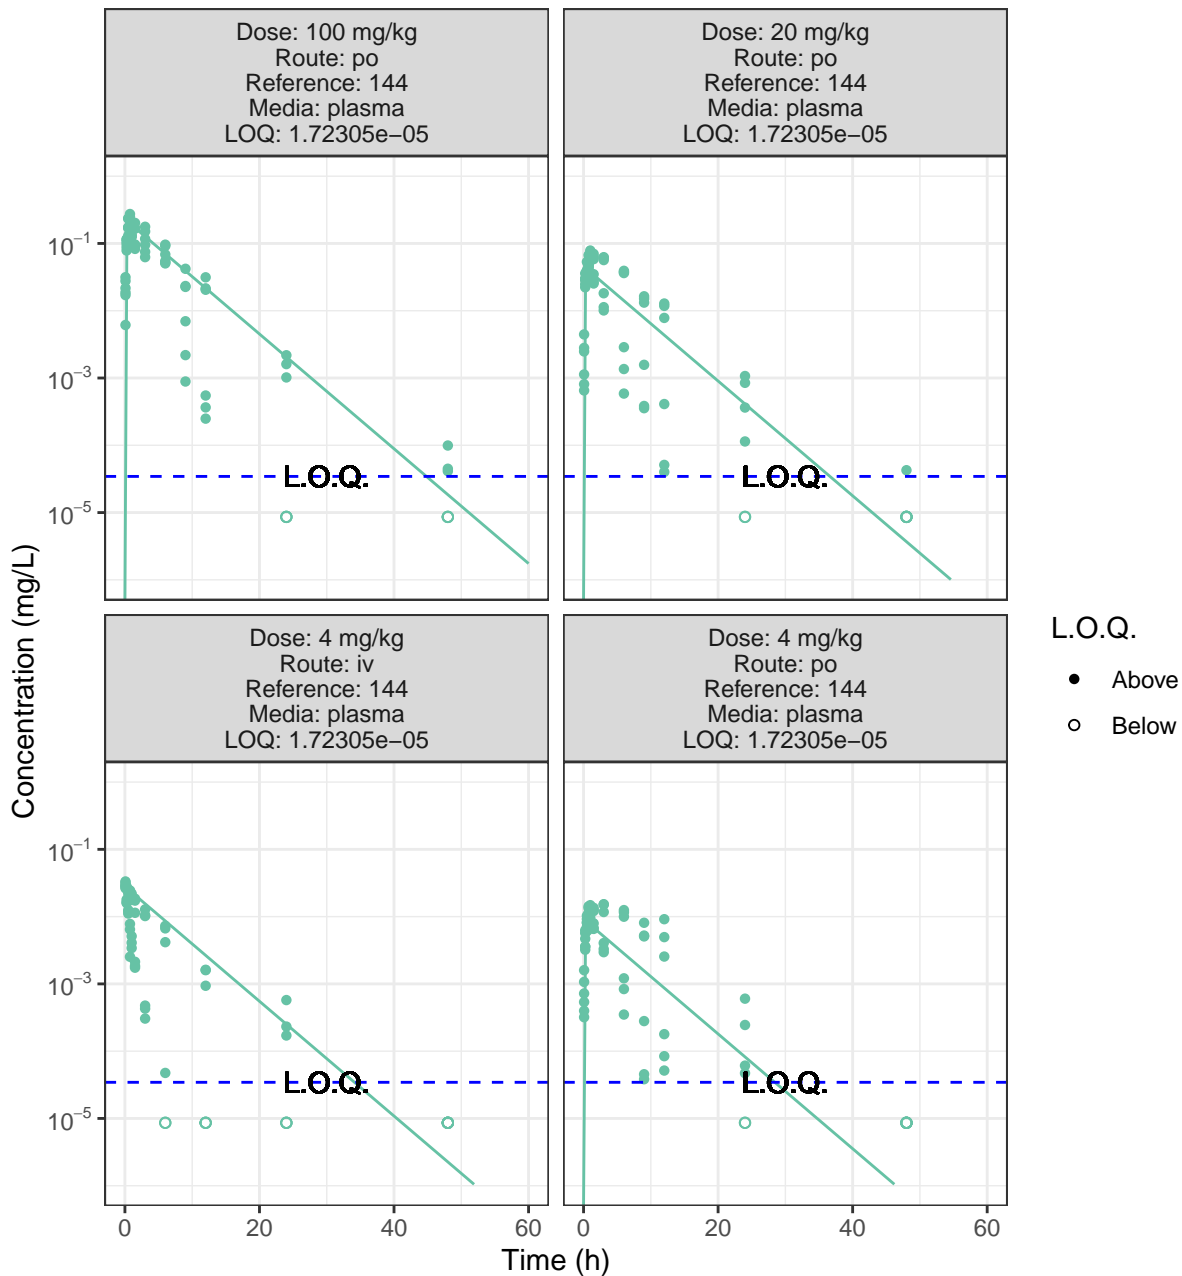 Dose: 100 mg/kg
Route: po
Reference: 144
Media: plasma
LOQ: 1.72305e−05
Dose: 20 mg/kg
Route: po
Reference: 144
Media: plasma
LOQ: 1.72305e−05
10−1
10−3
10−5
L.O.Q.
L.O.Q.
Dose: 4 mg/kg
Route: iv
Reference: 144
Media: plasma
LOQ: 1.72305e−05
Dose: 4 mg/kg
Route: po
Reference: 144
Media: plasma
LOQ: 1.72305e−05
10−1
10−3
10−5
L.O.Q.
L.O.Q.
0 20 40 60
0 20 40 60
Time (h)
Concentration (mg/L)
L.O.Q.
Above
Below